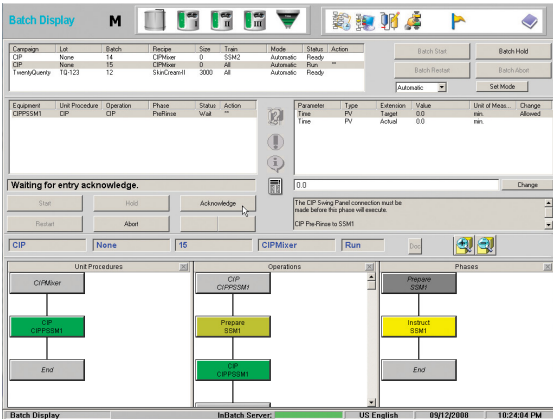 Batch Display M I II III
Campaign Lot Batch Recipe Size Train Mode Status Action
CIP None 14 CIPMixer 0 SSM2 Automatic Ready
CIP None 15 CIPMixer 0 All Automatic Run **
TwentyQuenty TQ-123 12 SkinCream-II 3000 All Automatic Ready
Batch Start Batch Hold
Batch Restart Batch Abort
Automatic Set Mode
Equipment Unit Procedure Operation Phase Status Action
CIPPSSM1 CIP CIP PreRinse Wait **
Parameter Type Extension Value Unit of Meas... Change
Time PV Target 0.0 min. Allowed
Time PV Actual 0.0 min.
Waiting for entry acknowledge.
0.0 Change
Start Hold Acknowledge
Restart Abort
The CIP Swing Panel connection must be
made before this phase will execute.
CIP Pre-Rinse to SSM1
CIP None 15 CIPMixer Run Doc
Unit Procedures Operations Phases
CIPMixer
CIP
CIPPSSM1
End
CIP
CIPPSSM1
Prepare
SSM1
CIP
CIPPSSM1
Prepare
SSM1
Instruct
SSM1
End
Batch Display InBatch Server: US English 09/12/2008 10:24:04 PM